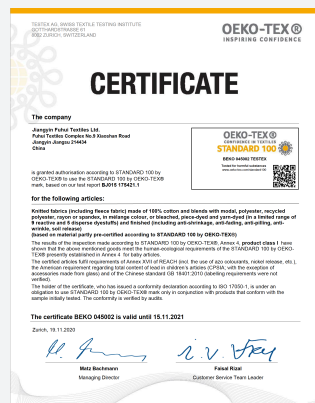 TESTEX AG, SWISS TEXTILE TESTING INSTITUTE
GOTTHARDSTRASSE 61
8002 ZURICH, SWITZERLAND
OEKO-TEX®
INSPIRING CONFIDENCE
CERTIFICATE
The company
Jiangyin Fuhui Textiles Ltd.
Fuhui Textiles Complex No.9 Xiaoshan Road
Jiangyin Jiangsu 214434
China
OEKO-TEX®
CONFIDENCE IN TEXTILES
STANDARD 100
BEKO 045002 TESTEX
Tested for harmful substances
www.oeko-tex.com/standard100
is granted authorisation according to STANDARD 100 by
OEKO-TEX® to use the STANDARD 100 by OEKO-TEX®
mark, based on our test report BJ015 178421.1
for the following articles:
Knitted fabrics (including fleece fabric) made of 100% cotton and blends with modal, polyester, recycled
polyester, rayon or spandex, in mélange colour, or bleached, piece-dyed and yarn-dyed (in a limited range of
9 reactive and 5 disperse dyestuffs) and finished (including anti-shrinkage, anti-fading, anti-pilling, anti-
wrinkle, soil release)
(Based on material partly pre-certified according to STANDARD 100 by OEKO-TEX®)
The results of the inspection made according to STANDARD 100 by OEKO-TEX®, Annex 4, product class I have
shown that the above mentioned goods meet the human-ecological requirements of the STANDARD 100 by OEKO-
TEX® presently established in Annex 4 for baby articles.
The certified articles fulfil requirements of Annex XVII of REACH (incl. the use of azo colourants, nickel release, etc.),
the American requirement regarding total content of lead in children's articles (CPSIA; with the exception of
accessories made from glass) and of the Chinese standard GB 18401:2010 (labelling requirements were not
verified).
The holder of the certificate, who has issued a conformity declaration according to ISO 17050-1, is under an
obligation to use STANDARD 100 by OEKO-TEX® mark only in conjunction with products that conform with the
sample initially tested. The conformity is verified by audits.
The certificate BEKO 045002 is valid until 15.11.2021
Zurich, 19.11.2020
Matz Bachmann
Managing Director
Faisal Rizal
Customer Service Team Leader